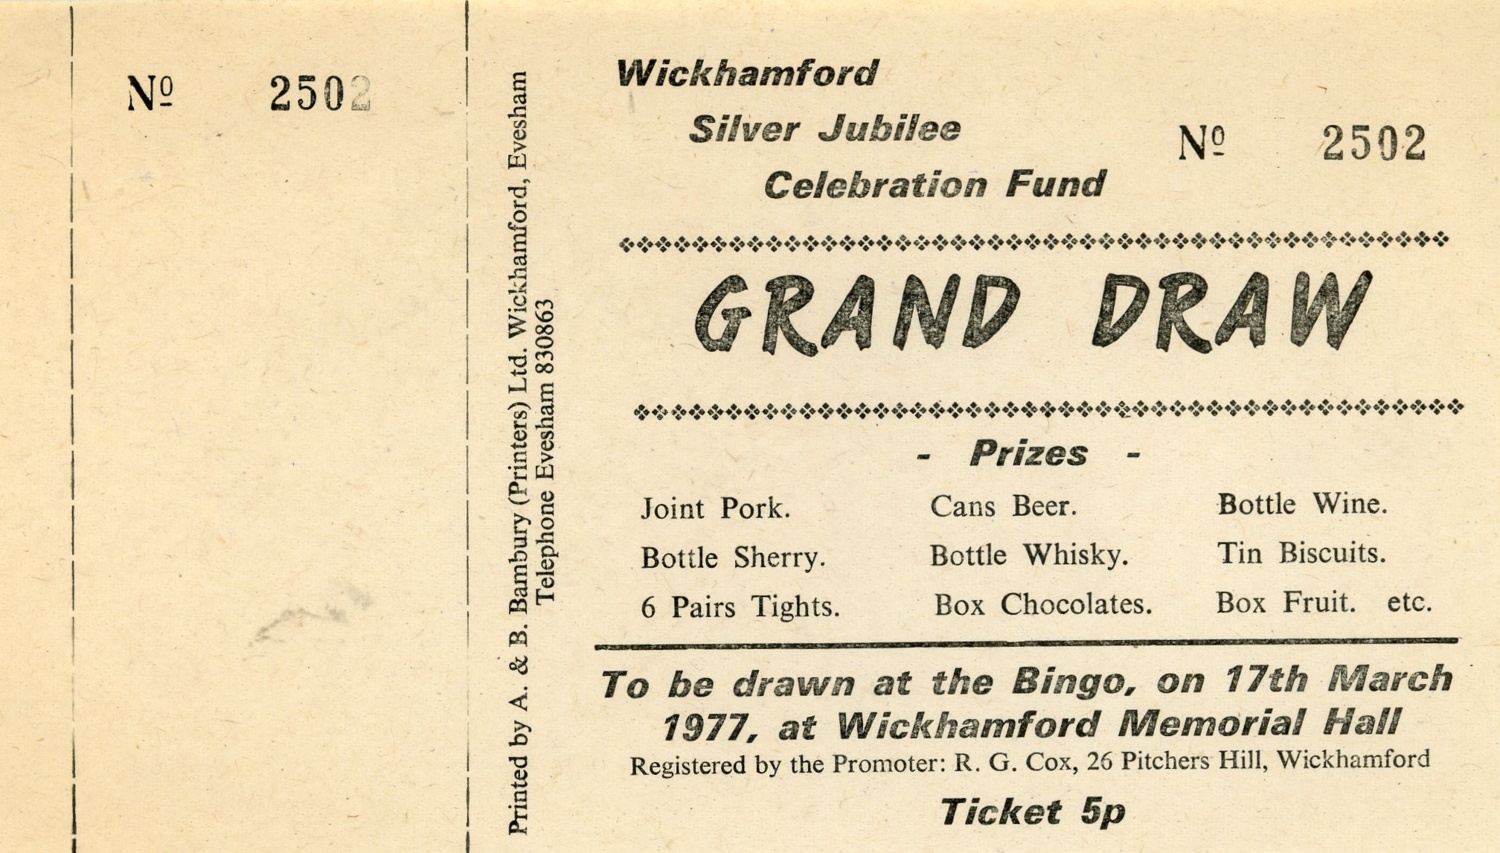 Nº 2502
Printed by A. & B. Bambury (Printers) Ltd. Wickhamford, Evesham
Telephone Evesham 830863
Wickhamford
Silver Jubilee
Celebration Fund
Nº 2502
GRAND DRAW
- Prizes -
Joint Pork. Cans Beer. Bottle Wine.
Bottle Sherry. Bottle Whisky. Tin Biscuits.
6 Pairs Tights. Box Chocolates. Box Fruit. etc.
To be drawn at the Bingo, on 17th March
1977, at Wickhamford Memorial Hall
Registered by the Promoter: R. G. Cox, 26 Pitchers Hill, Wickhamford
Ticket 5p